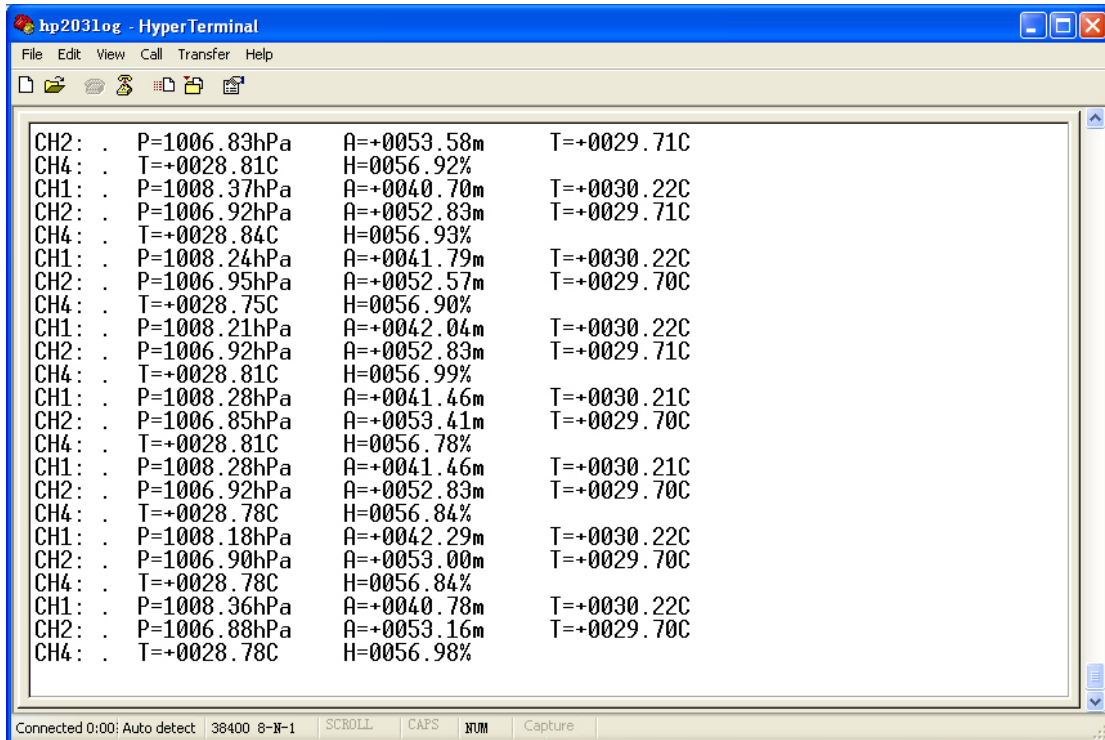 hp203log - HyperTerminal
File Edit View Call Transfer Help
CH2: . P=1006.83hPa A=+0053.58m T=+0029.71C
CH4: . T=+0028.81C H=0056.92%
CH1: . P=1008.37hPa A=+0040.70m T=+0030.22C
CH2: . P=1006.92hPa A=+0052.83m T=+0029.71C
CH4: . T=+0028.84C H=0056.93%
CH1: . P=1008.24hPa A=+0041.79m T=+0030.22C
CH2: . P=1006.95hPa A=+0052.57m T=+0029.70C
CH4: . T=+0028.75C H=0056.90%
CH1: . P=1008.21hPa A=+0042.04m T=+0030.22C
CH2: . P=1006.92hPa A=+0052.83m T=+0029.71C
CH4: . T=+0028.81C H=0056.99%
CH1: . P=1008.28hPa A=+0041.46m T=+0030.21C
CH2: . P=1006.85hPa A=+0053.41m T=+0029.70C
CH4: . T=+0028.81C H=0056.78%
CH1: . P=1008.28hPa A=+0041.46m T=+0030.21C
CH2: . P=1006.92hPa A=+0052.83m T=+0029.70C
CH4: . T=+0028.78C H=0056.84%
CH1: . P=1008.18hPa A=+0042.29m T=+0030.22C
CH2: . P=1006.90hPa A=+0053.00m T=+0029.70C
CH4: . T=+0028.78C H=0056.84%
CH1: . P=1008.36hPa A=+0040.78m T=+0030.22C
CH2: . P=1006.88hPa A=+0053.16m T=+0029.70C
CH4: . T=+0028.78C H=0056.98%
Connected 0:00: Auto detect 38400 8-N-1 SCROLL CAPS NUM Capture